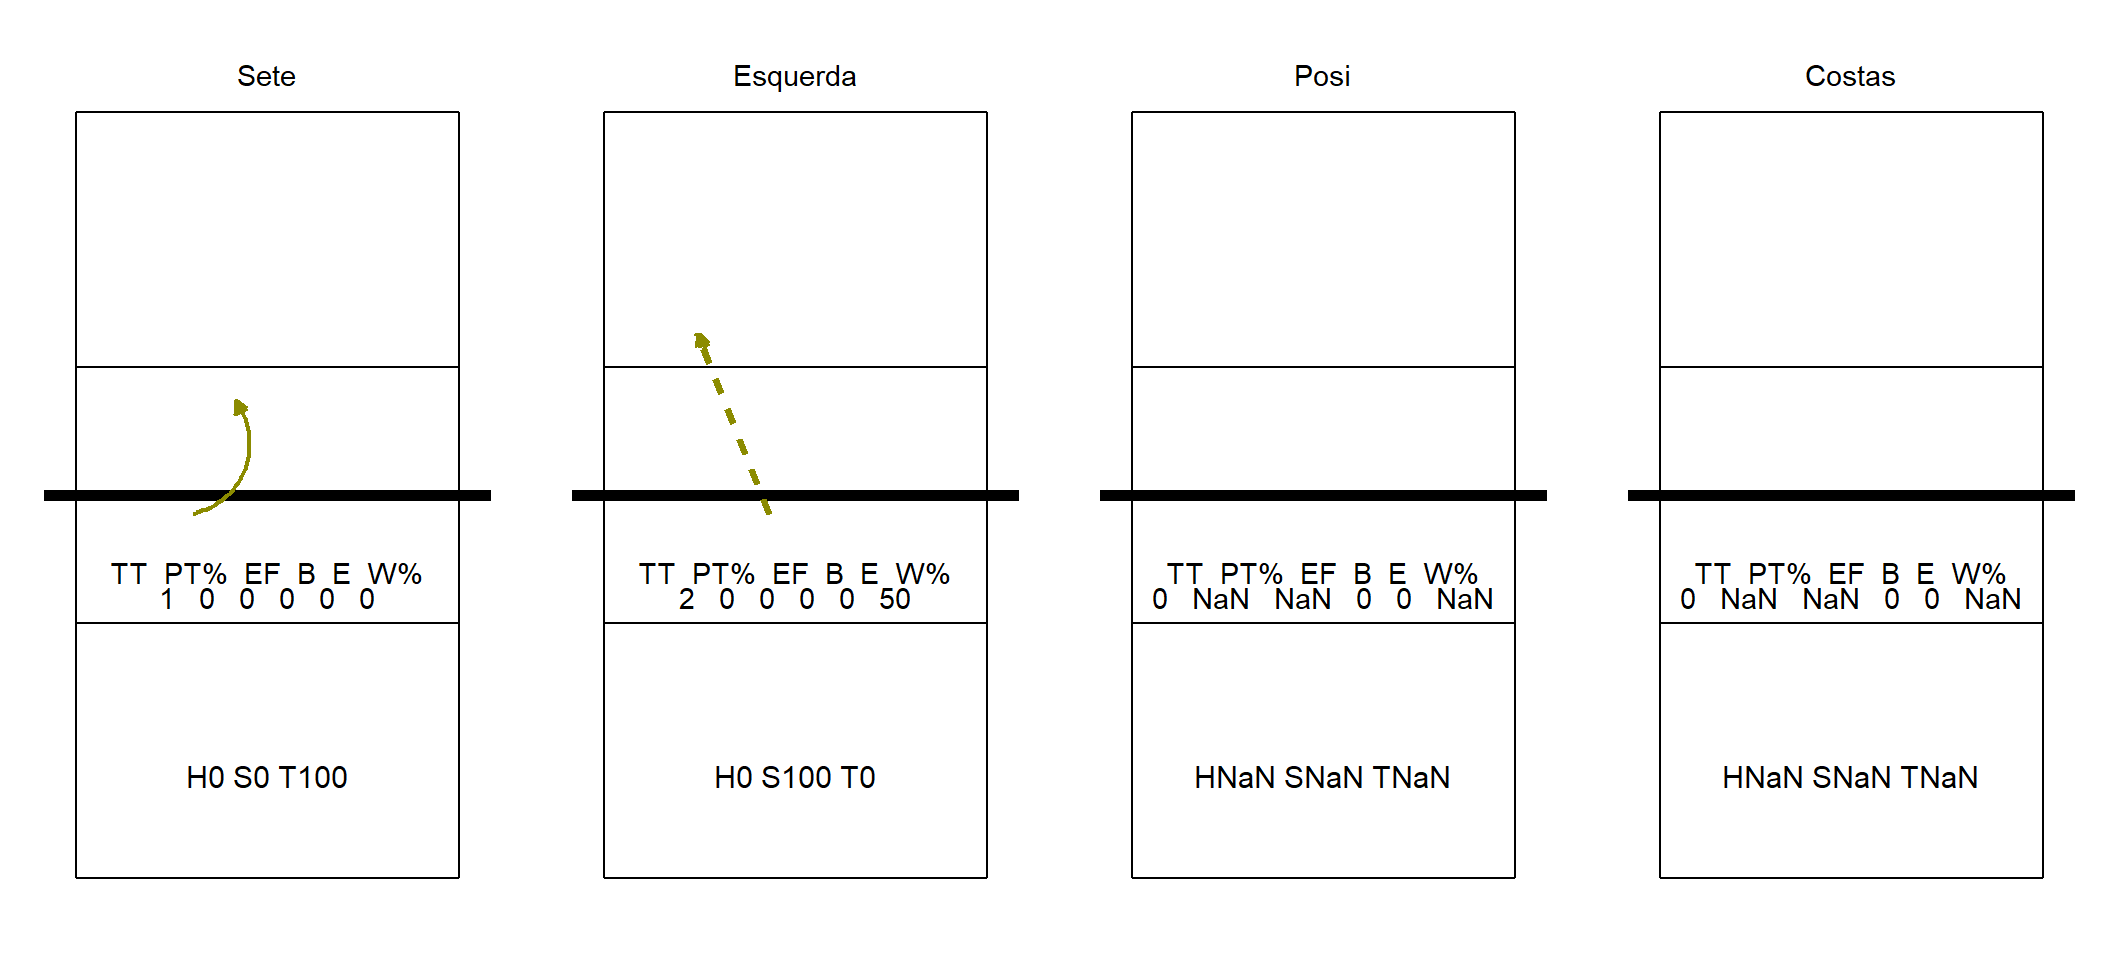 Sete
TT PT% EF B E W%
1 0 0 0 0 0
H0 S0 T100
Esquerda
TT PT% EF B E W%
2 0 0 0 0 50
H0 S100 T0
Posi
TT PT% EF B E W%
0 NaN NaN 0 0 NaN
HNaN SNaN TNaN
Costas
TT PT% EF B E W%
0 NaN NaN 0 0 NaN
HNaN SNaN TNaN